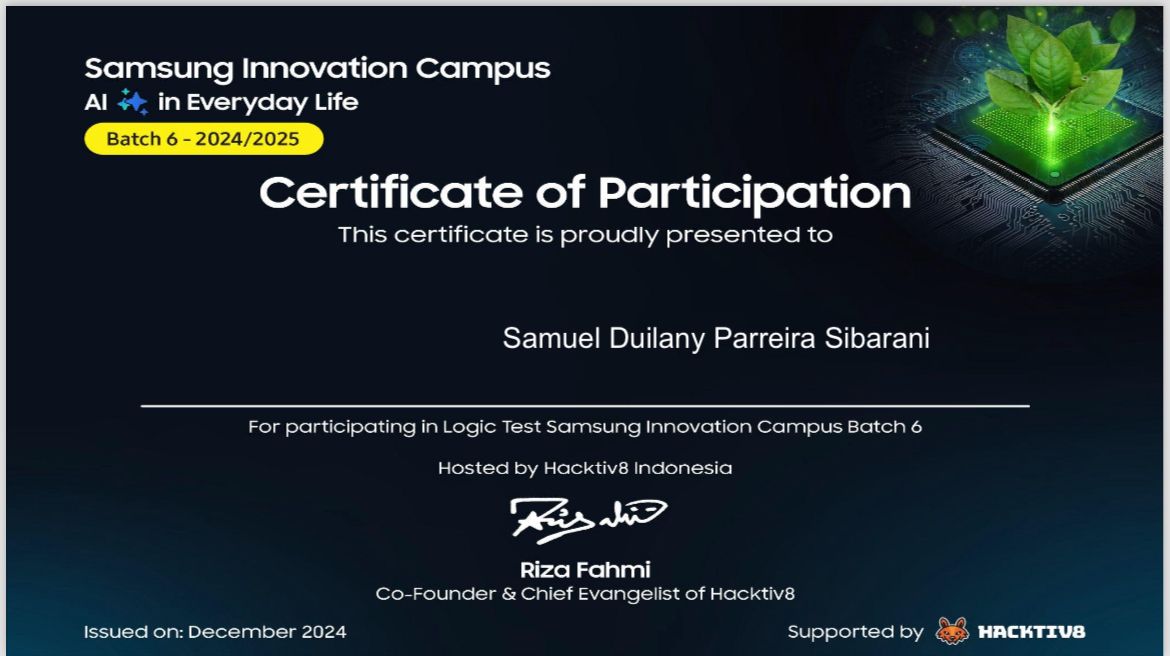 Samsung Innovation Campus
AI in Everyday Life
Batch 6 - 2024/2025
Certificate of Participation
This certificate is proudly presented to
Samuel Duilany Parreira Sibarani
For participating in Logic Test Samsung Innovation Campus Batch 6
Hosted by Hacktiv8 Indonesia
Riza Fahmi
Co-Founder & Chief Evangelist of Hacktiv8
Issued on: December 2024
Supported by HACKTIV8